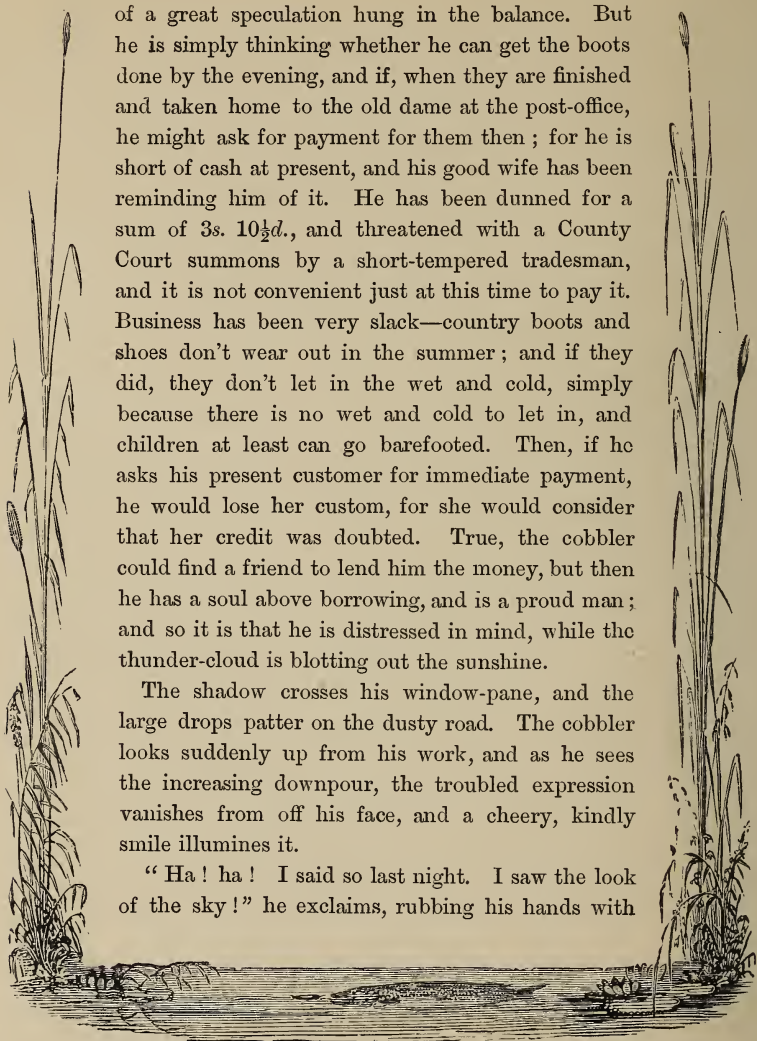 of a great speculation hung in the balance. But
he is simply thinking whether he can get the boots
done by the evening, and if, when they are finished
and taken home to the old dame at the post-office,
he might ask for payment for them then ; for he is
short of cash at present, and his good wife has been
reminding him of it. He has been dunned for a
sum of 3s. 10½d., and threatened with a County
Court summons by a short-tempered tradesman,
and it is not convenient just at this time to pay it.
Business has been very slack—country boots and
shoes don't wear out in the summer ; and if they
did, they don't let in the wet and cold, simply
because there is no wet and cold to let in, and
children at least can go barefooted. Then, if he
asks his present customer for immediate payment,
he would lose her custom, for she would consider
that her credit was doubted. True, the cobbler
could find a friend to lend him the money, but then
he has a soul above borrowing, and is a proud man ;
and so it is that he is distressed in mind, while the
thunder-cloud is blotting out the sunshine.
The shadow crosses his window-pane, and the
large drops patter on the dusty road. The cobbler
looks suddenly up from his work, and as he sees
the increasing downpour, the troubled expression
vanishes from off his face, and a cheery, kindly
smile illumines it.
" Ha ! ha ! I said so last night. I saw the look
of the sky !" he exclaims, rubbing his hands with